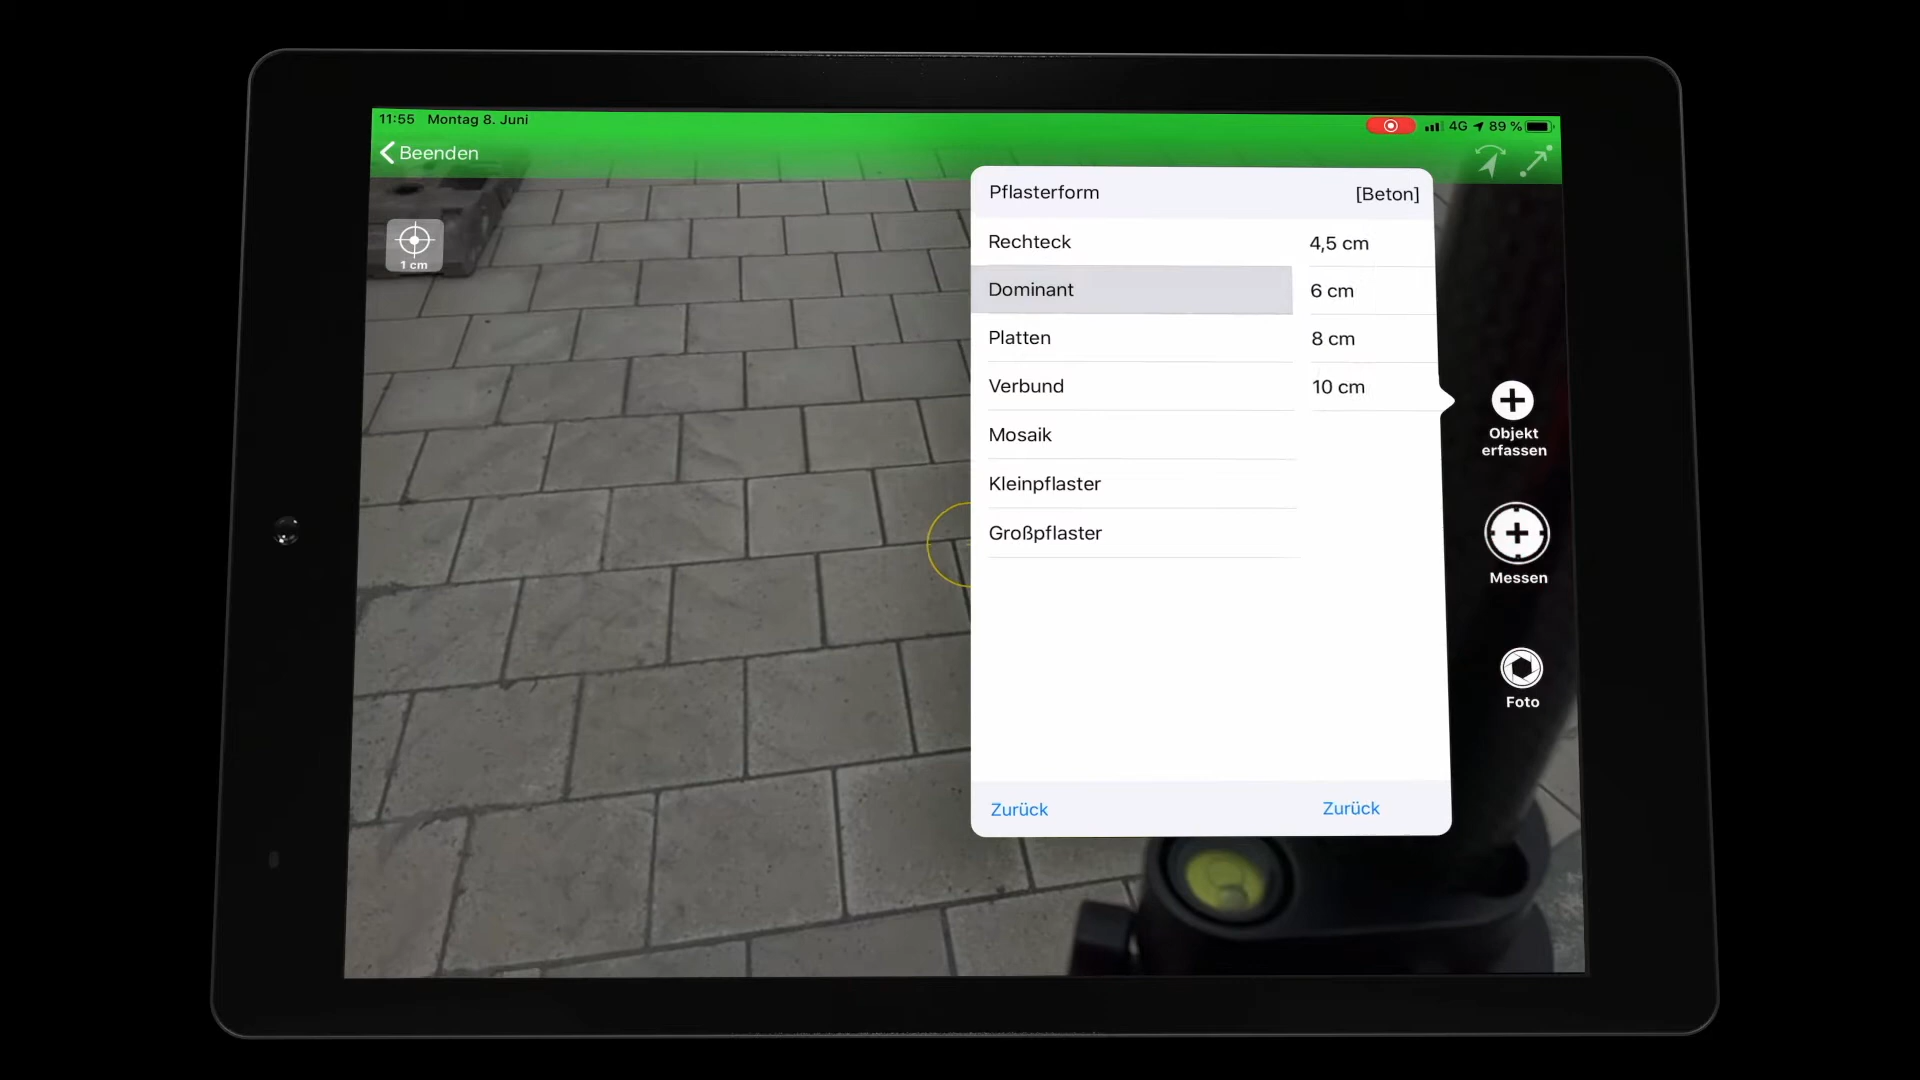 11:55 Montag 8. Juni
4G 89 %
Beenden
1 cm
Pflasterform [Beton]
Rechteck 4,5 cm
Dominant 6 cm
Platten 8 cm
Verbund 10 cm
Mosaik
Kleinpflaster
Großpflaster
Zurück Zurück
Objekt
erfassen
Messen
Foto